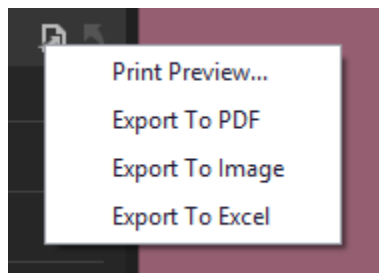 Print Preview...
Export To PDF
Export To Image
Export To Excel